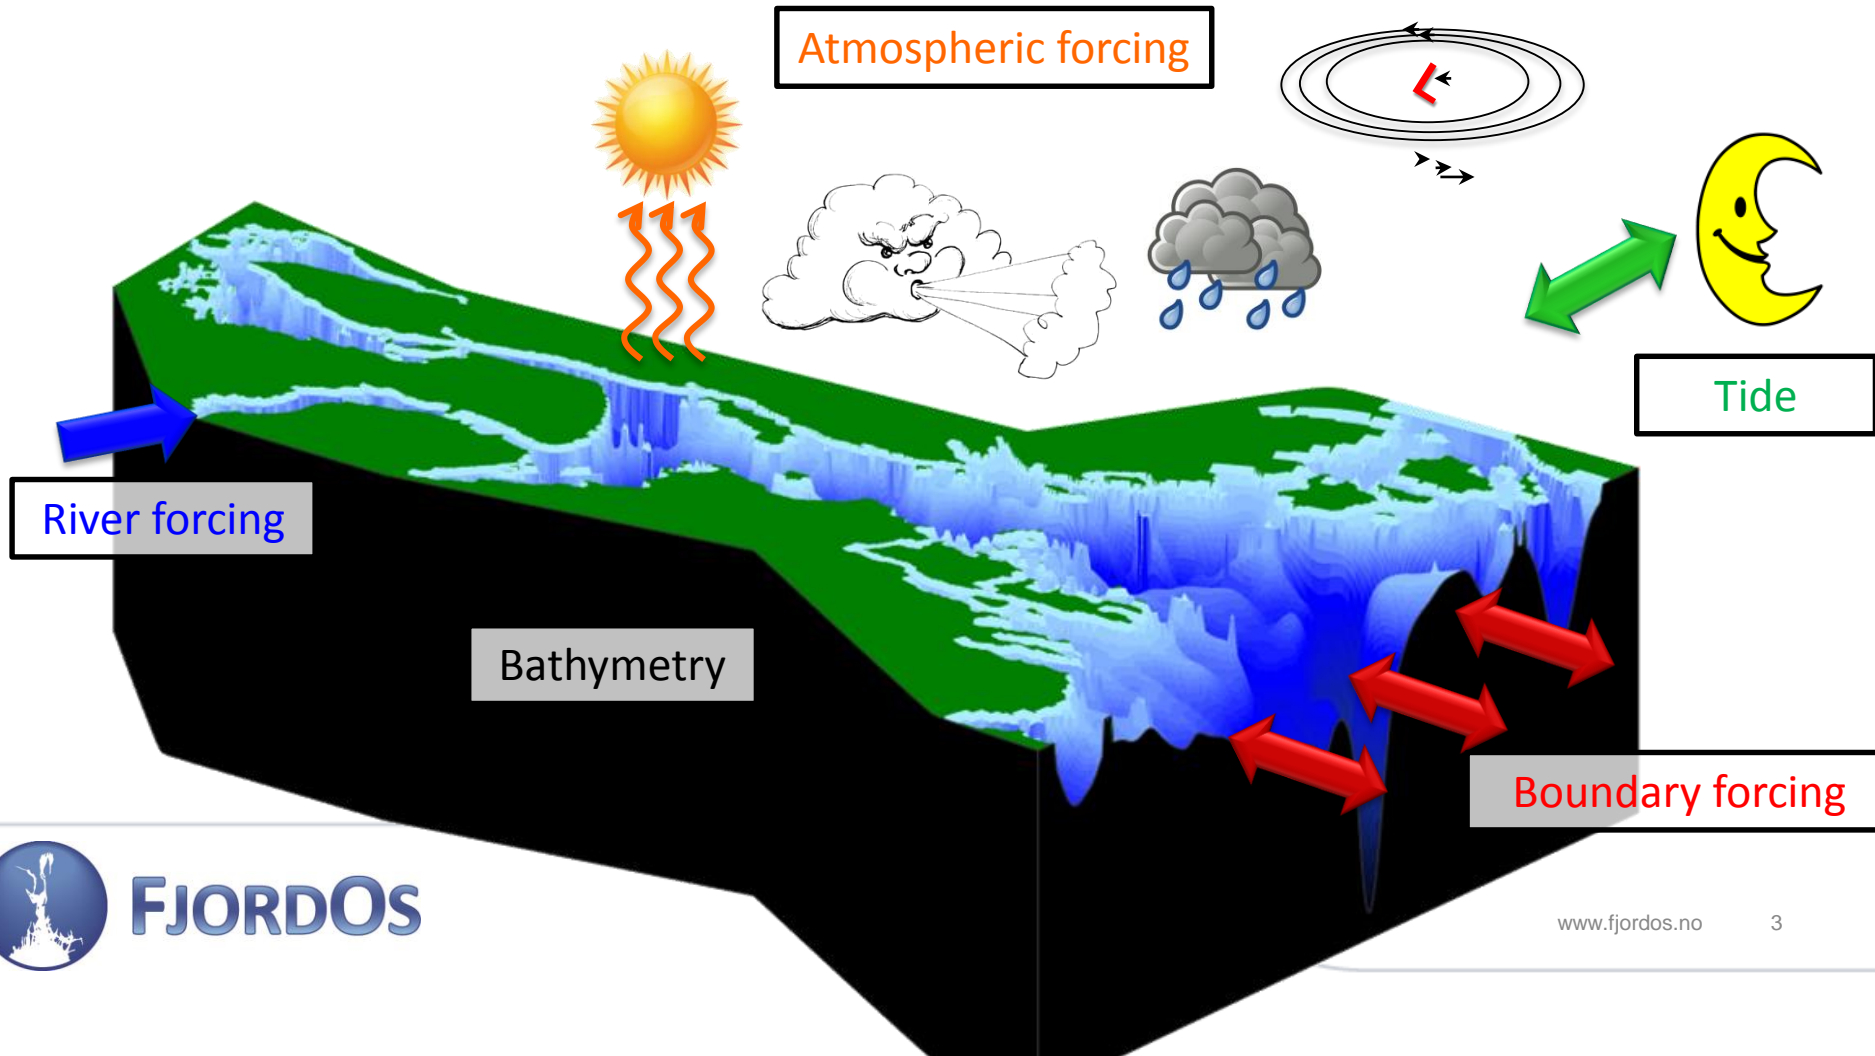 Atmospheric forcing
L
Tide
River forcing
Bathymetry
Boundary forcing
FJORDOS
www.fjordos.no 3